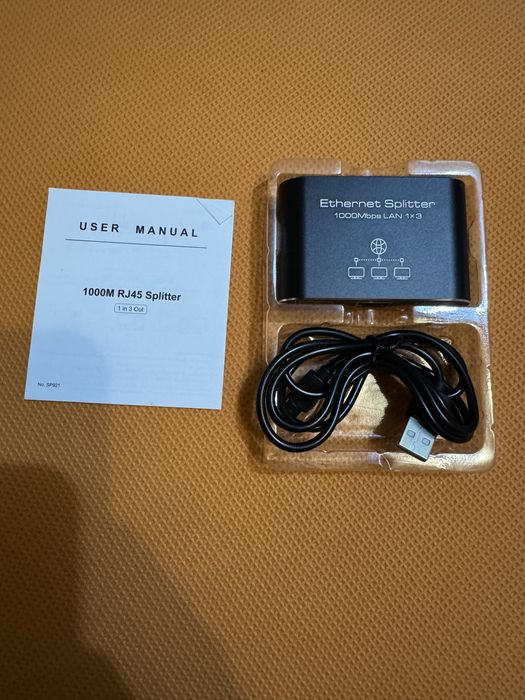 USER MANUAL
1000M RJ45 Splitter
1 in 3 Out
No. SP921
Ethernet Splitter
1000Mbps LAN 1×3